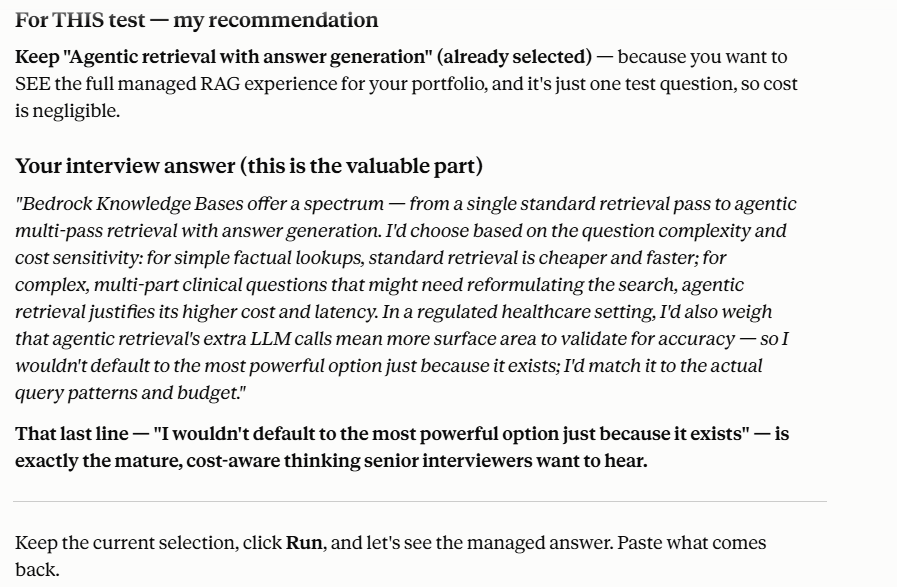 For THIS test — my recommendation
Keep "Agentic retrieval with answer generation" (already selected) — because you want to
SEE the full managed RAG experience for your portfolio, and it's just one test question, so cost
is negligible.
Your interview answer (this is the valuable part)
"Bedrock Knowledge Bases offer a spectrum — from a single standard retrieval pass to agentic
multi-pass retrieval with answer generation. I'd choose based on the question complexity and
cost sensitivity: for simple factual lookups, standard retrieval is cheaper and faster; for
complex, multi-part clinical questions that might need reformulating the search, agentic
retrieval justifies its higher cost and latency. In a regulated healthcare setting, I'd also weigh
that agentic retrieval's extra LLM calls mean more surface area to validate for accuracy — so I
wouldn't default to the most powerful option just because it exists; I'd match it to the actual
query patterns and budget."
That last line — "I wouldn't default to the most powerful option just because it exists" — is
exactly the mature, cost-aware thinking senior interviewers want to hear.
Keep the current selection, click Run, and let's see the managed answer. Paste what comes
back.